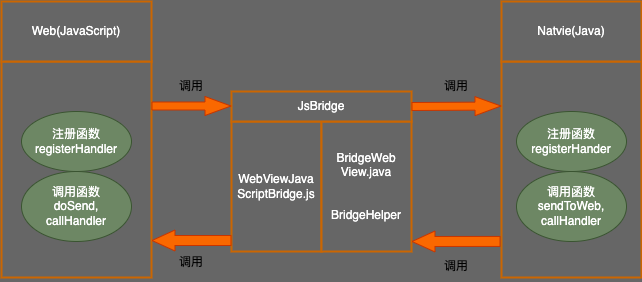 Web(JavaScript)
Natvie(Java)
调用
调用
JsBridge
注册函数
registerHandler
调用函数
doSend,
callHandler
WebViewJava
ScriptBridge.js
BridgeWeb
View.java
BridgeHelper
注册函数
registerHandler
调用函数
sendToWeb,
callHandler
调用
调用